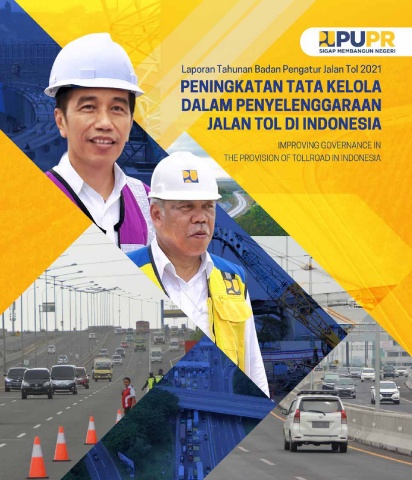 PUPR
SIGAP MEMBANGUN NEGERI
Laporan Tahunan Badan Pengatur Jalan Tol 2021
PENINGKATAN TATA KELOLA
DALAM PENYELENGGARAAN
JALAN TOL DI INDONESIA
IMPROVING GOVERNANCE IN
THE PROVISION OF TOLLROAD IN INDONESIA